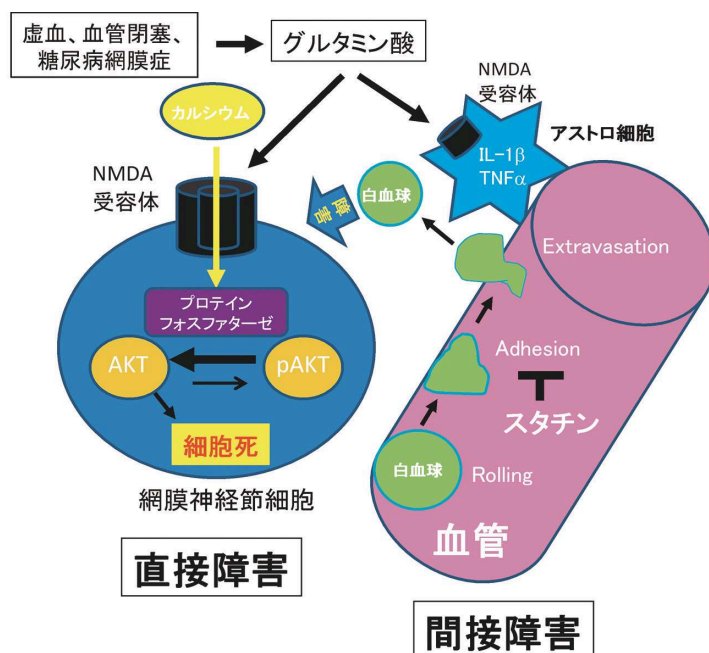 虚血、血管閉塞、
糖尿病網膜症
グルタミン酸
カルシウム
NMDA
受容体
NMDA
受容体
アストロ細胞
IL-1β
TNFα
白血球
障害
Extravasation
プロテイン
フォスファターゼ
AKT
pAKT
Adhesion
スタチン
細胞死
白血球
Rolling
網膜神経節細胞
血管
直接障害
間接障害